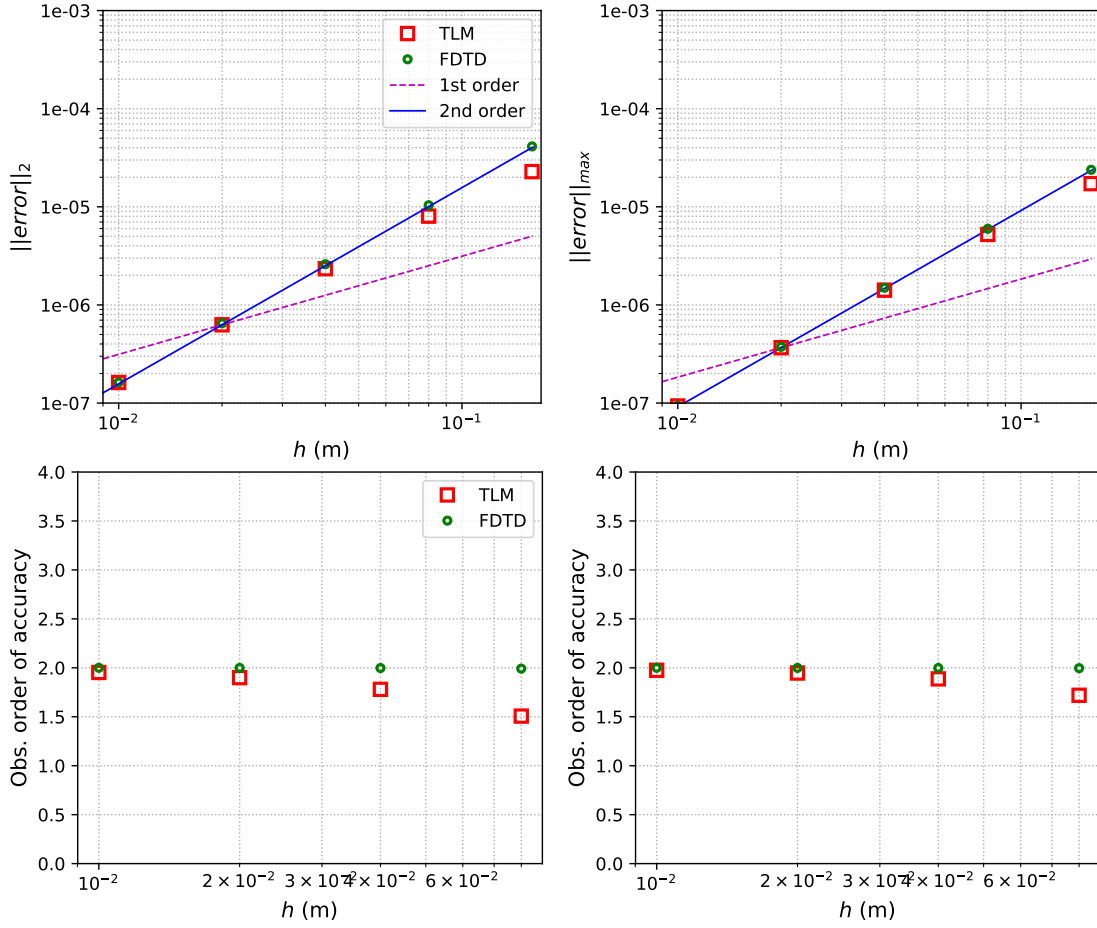 1e-03
1e-04
1e-05
1e-06
1e-07
||error||₂
TLM
FDTD
1st order
2nd order
10⁻²
10⁻¹
h (m)
1e-03
1e-04
1e-05
1e-06
1e-07
||error||max
10⁻²
10⁻¹
h (m)
4.0
3.5
3.0
2.5
2.0
1.5
1.0
0.5
0.0
Obs. order of accuracy
TLM
FDTD
10⁻²
2 × 10⁻²
3 × 10⁻²
4 × 10⁻²
6 × 10⁻²
h (m)
4.0
3.5
3.0
2.5
2.0
1.5
1.0
0.5
0.0
Obs. order of accuracy
10⁻²
2 × 10⁻²
3 × 10⁻²
4 × 10⁻²
6 × 10⁻²
h (m)